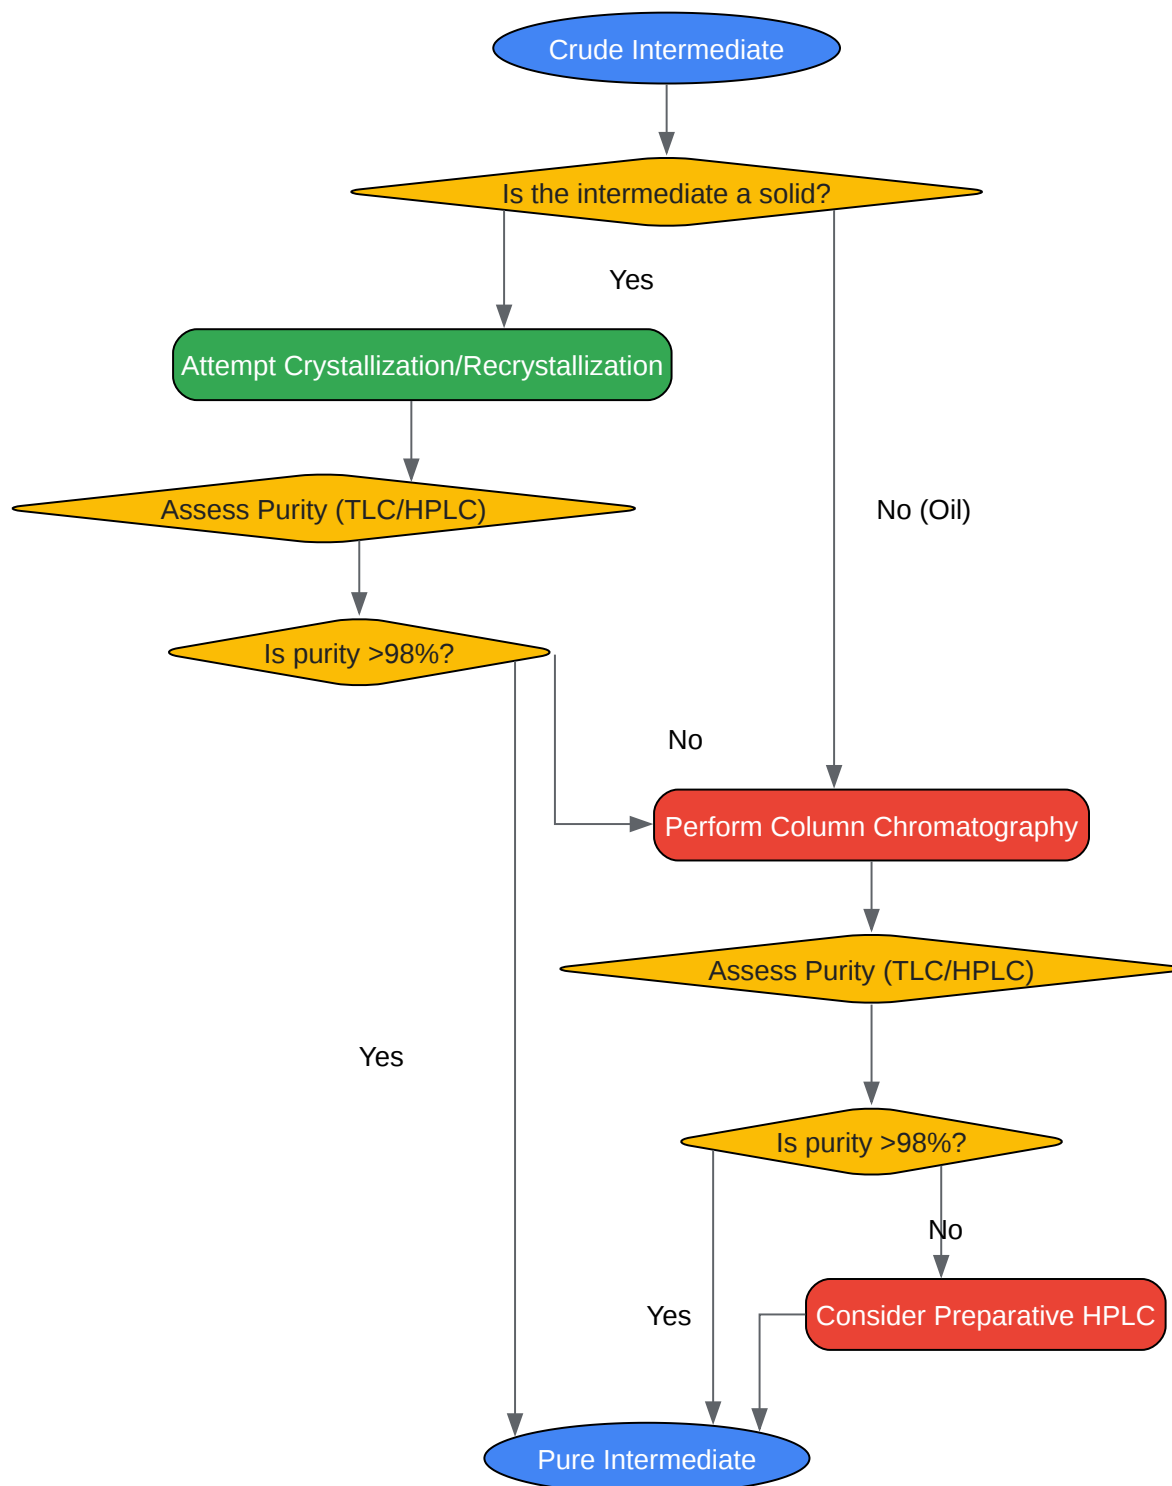 Crude Intermediate
Is the intermediate a solid?
Yes
Attempt Crystallization/Recrystallization
Assess Purity (TLC/HPLC)
No (Oil)
Is purity >98%?
No
Perform Column Chromatography
Assess Purity (TLC/HPLC)
Yes
Is purity >98%?
No
Yes
Consider Preparative HPLC
Pure Intermediate